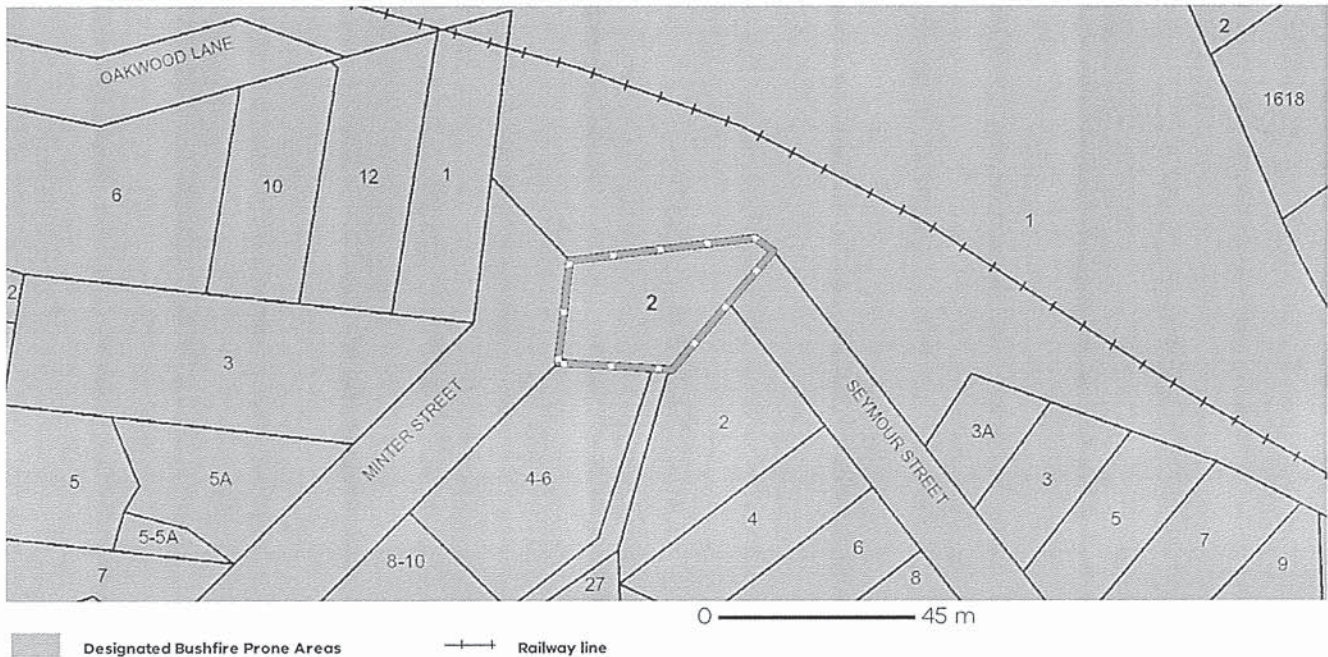 OAKWOOD LANE
2
1618
6
10
12
1
1
2
2
3
2
MINTER STREET
SEYMOUR STREET
3A
3
5
5A
4-6
5
7
5-5A
4
6
7
8-10
27
8
9
0 45 m
Designated Bushfire Prone Areas
Railway line